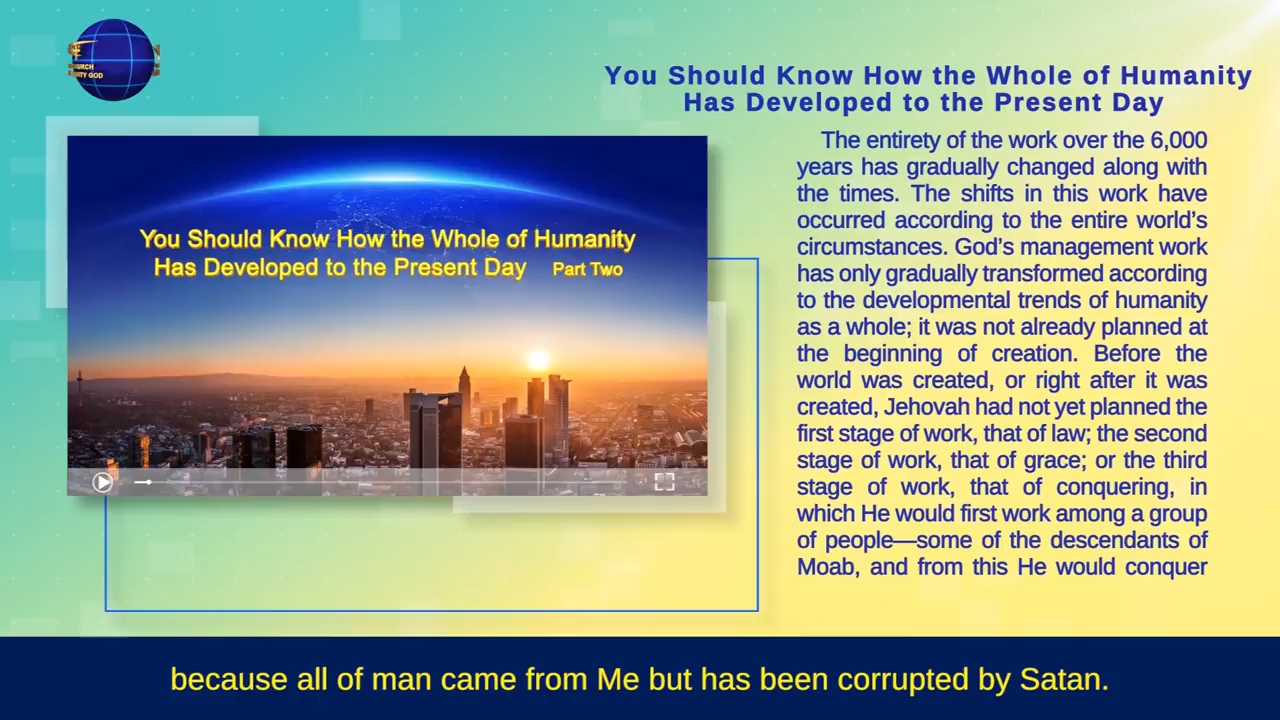 URCH
GHTY GOD
You Should Know How the Whole of Humanity
Has Developed to the Present Day
You Should Know How the Whole of Humanity
Has Developed to the Present Day Part Two
The entirety of the work over the 6,000
years has gradually changed along with
the times. The shifts in this work have
occurred according to the entire world's
circumstances. God's management work
has only gradually transformed according
to the developmental trends of humanity
as a whole; it was not already planned at
the beginning of creation. Before the
world was created, or right after it was
created, Jehovah had not yet planned the
first stage of work, that of law; the second
stage of work, that of grace; or the third
stage of work, that of conquering, in
which He would first work among a group
of people—some of the descendants of
Moab, and from this He would conquer
because all of man came from Me but has been corrupted by Satan.